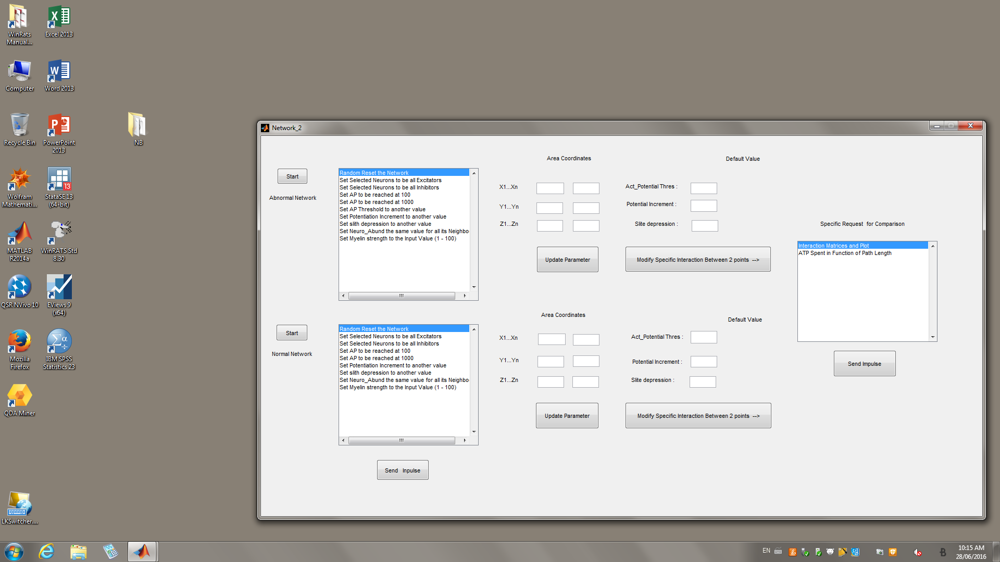 WinRats
Manual...
Excel 2013
Computer
Word 2013
Recycle Bin
PowerPoint
2013
NB
Wolfram
Mathemati...
StataSE 13
(64-bit)
13
MATLAB
R2014a
WinRATS Std
8.30
QSR NVivo 10
EViews 9
(x64)
Mozilla
Firefox
IBM SPSS
Statistics 23
QDA Miner
LKSwitcher....
Network_2
Start
Abnormal Network
Random Reset the Network
Set Selected Neurons to be all Excitators
Set Selected Neurons to be all Inhibitors
Set AP to be reached at 100
Set AP to be reached at 1000
Set AP Threshold to another value
Set Potentiation Increment to another value
Set slith depression to another value
Set Neuro_Abund the same value for all its Neighbo
Set Myelin strength to the Input Value (1 - 100)
Area Coordinates
X1...Xn
Y1...Yn
Z1...Zn
Update Parameter
Default Value
Act_Potential Thres :
Potential Increment :
Slite depression :
Modify Specific Interaction Between 2 points -->
Specific Request for Comparison
Interaction Matrices and Plot
ATP Spent in Function of Path Length
Send Impulse
Start
Normal Network
Random Reset the Network
Set Selected Neurons to be all Excitators
Set Selected Neurons to be all Inhibitors
Set AP to be reached at 100
Set AP to be reached at 1000
Set Potentiation Increment to another value
Set slith depression to another value
Set Neuro_Abund the same value for all its Neighbo
Set Myelin strength to the Input Value (1 - 100)
Send Inpulse
Area Coordinates
X1...Xn
Y1...Yn
Z1...Zn
Update Parameter
Default Value
Act_Potential Thres :
Potential Increment :
Slite depression :
Modify Specific Interaction Between 2 points -->
EN
10:15 AM
28/06/2016